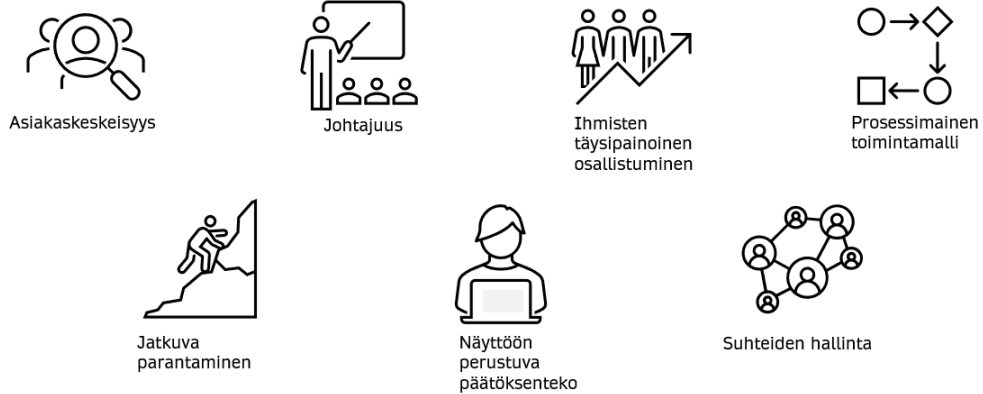 Asiakaskeskeisyys
Johtajuus
Ihmisten
täysipainoinen
osallistuminen
Prosessimainen
toimintamalli
Jatkuva
parantaminen
Näyttöön
perustuva
päätöksenteko
Suhteiden hallinta